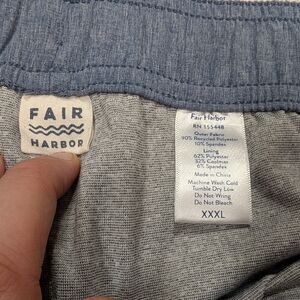 FAIR
HARBOR
Fair Harbor
RN 155448
Outer Fabric
90% Recycled Polyester
10% Spandex
Lining
62% Polyester
32% Coolmax
6% Spandex
Made in China
Machine Wash Cold
Tumble Dry Low
Do Not Wring
Do Not Bleach
XXXL